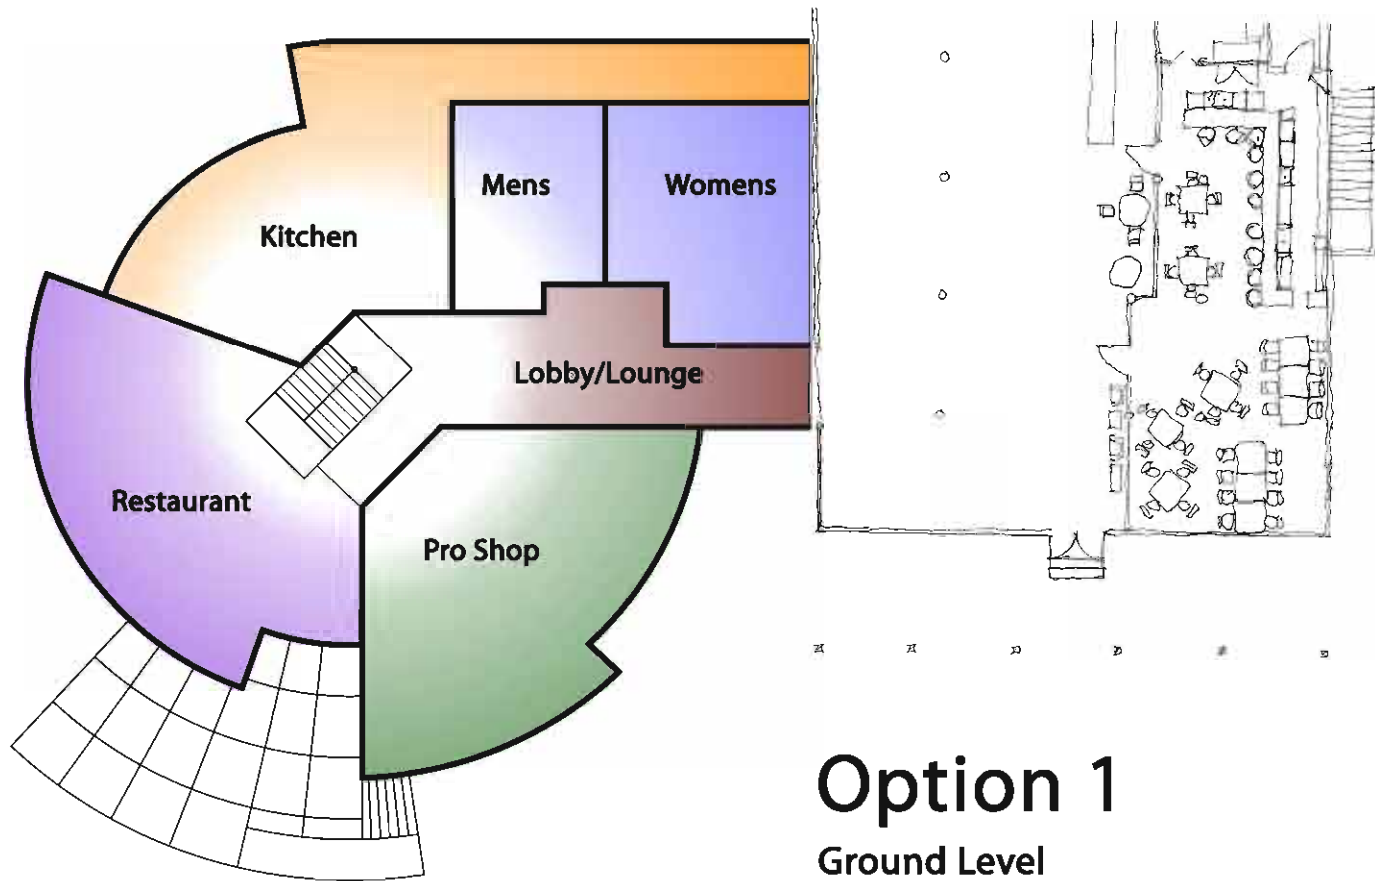 Mens
Womens
Kitchen
Lobby/Lounge
Restaurant
Pro Shop
Option 1
Ground Level